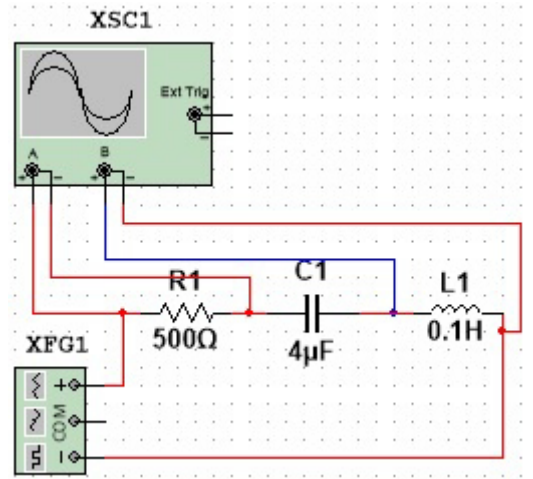 XSC1
Ext Trig
+
−
A
B
+ −
+ −
R1
500Ω
C1
4µF
L1
0.1H
XFG1
+
COM
I